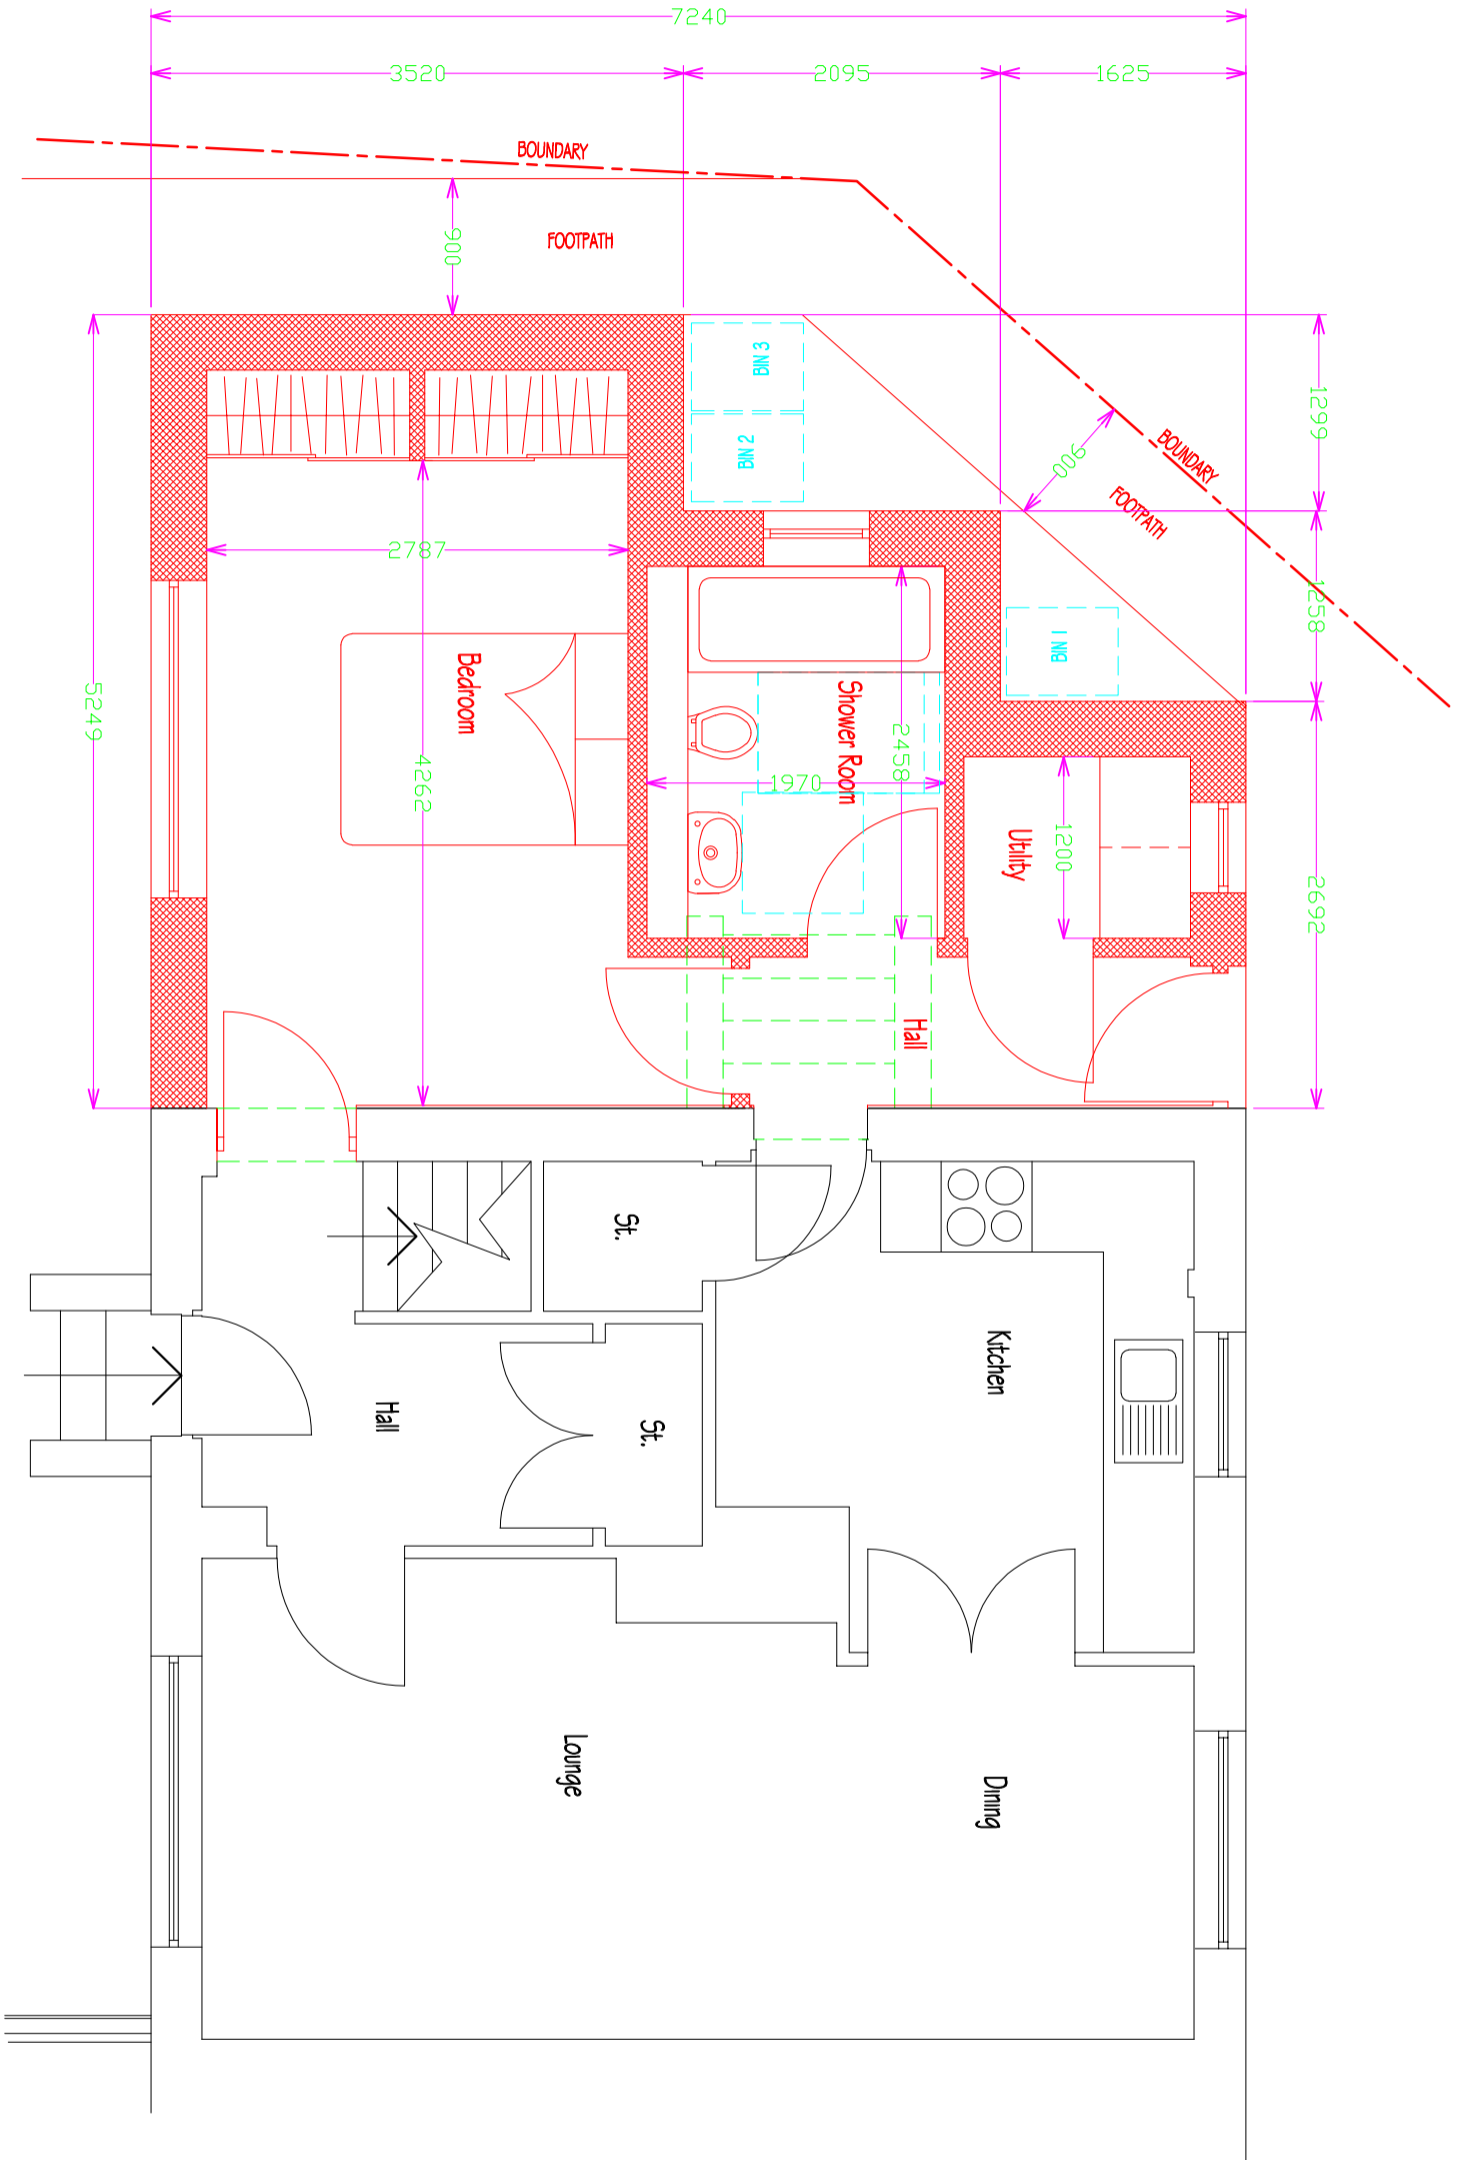 7240
3520
2095
1625
BOUNDARY
900
FOOTPATH
BIN 3
BIN 2
1299
BOUNDARY
900
FOOTPATH
1258
BIN 1
2787
5249
Bedroom
4262
Shower Room
2458
1970
Utility
1200
2692
Hall
St.
Kitchen
Hall
St.
Lounge
Dining